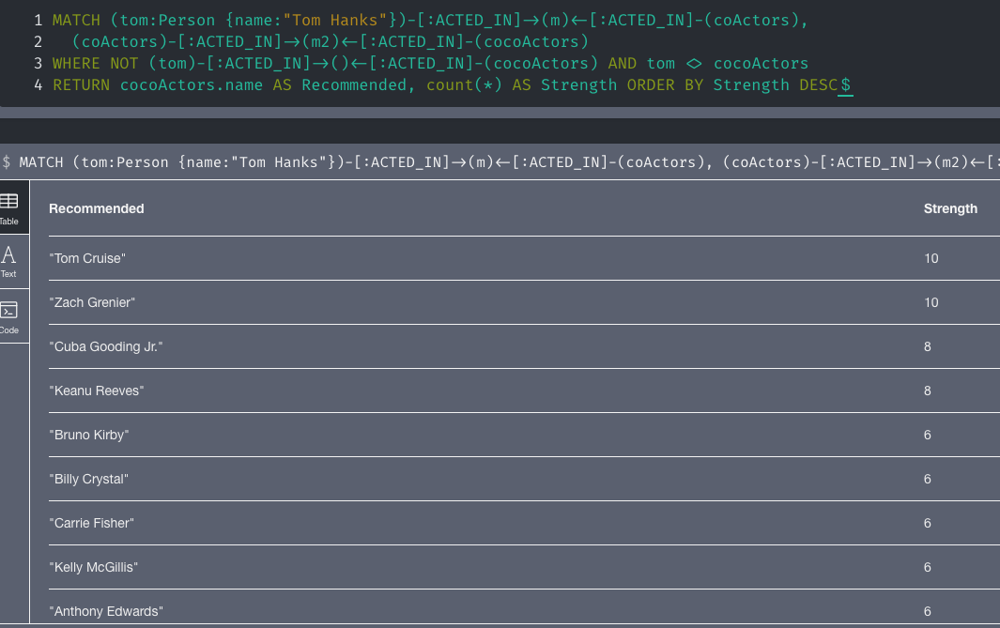 1 MATCH (tom:Person {name:"Tom Hanks"})-[:ACTED_IN]->(m)<-[:ACTED_IN]-(coActors),
2 (coActors)-[:ACTED_IN]->(m2)<-[:ACTED_IN]-(cocoActors)
3 WHERE NOT (tom)-[:ACTED_IN]->()<-[:ACTED_IN]-(cocoActors) AND tom <> cocoActors
4 RETURN cocoActors.name AS Recommended, count(*) AS Strength ORDER BY Strength DESC$
$ MATCH (tom:Person {name:"Tom Hanks"})-[:ACTED_IN]->(m)<-[:ACTED_IN]-(coActors), (coActors)-[:ACTED_IN]->(m2)<-[:
Table
Text
Code
Recommended Strength
"Tom Cruise" 10
"Zach Grenier" 10
"Cuba Gooding Jr." 8
"Keanu Reeves" 8
"Bruno Kirby" 6
"Billy Crystal" 6
"Carrie Fisher" 6
"Kelly McGillis" 6
"Anthony Edwards" 6